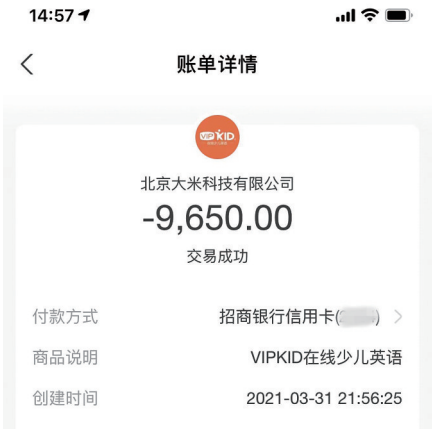 14:57
账单详情
VIPKID
北京大米科技有限公司
-9,650.00
交易成功
付款方式 招商银行信用卡( )
商品说明 VIPKID在线少儿英语
创建时间 2021-03-31 21:56:25